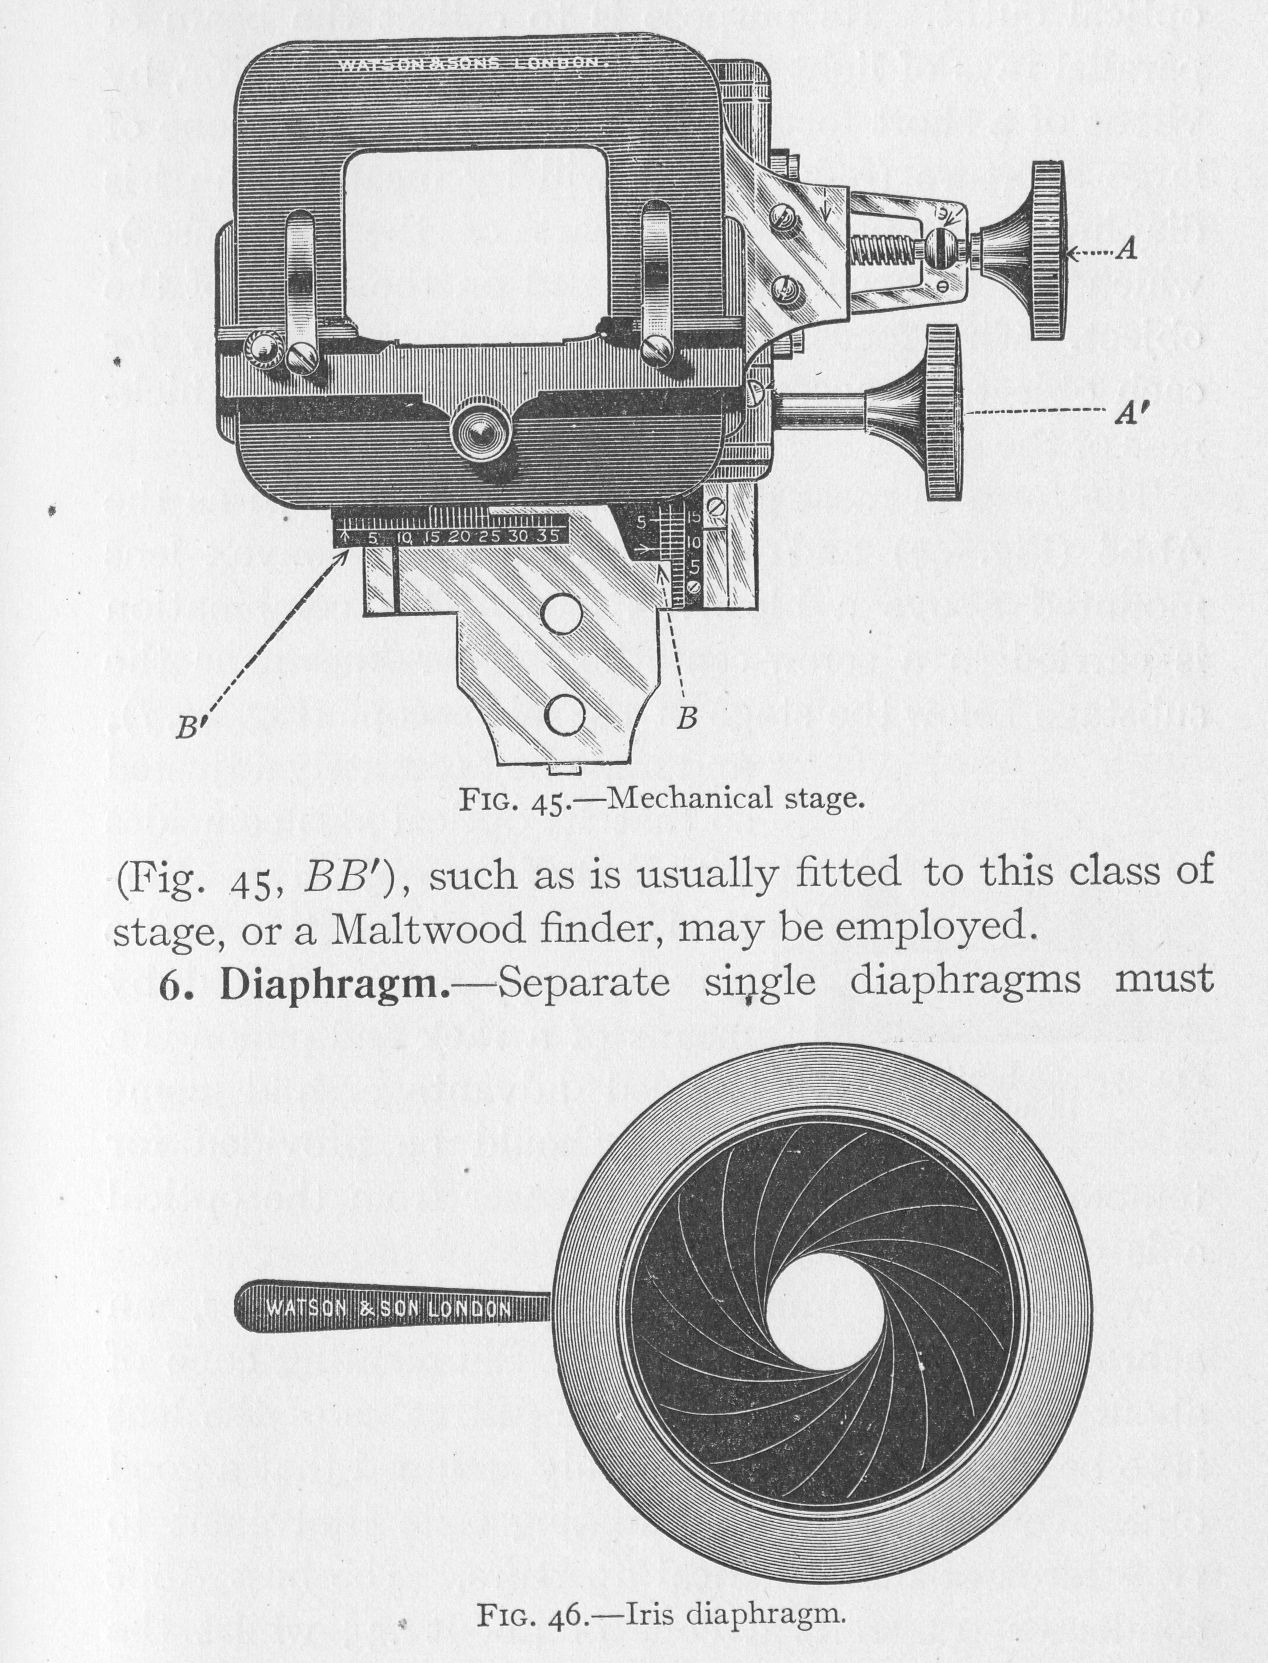 WATSON & SONS LONDON.
A
A'
5
15
10
5
5 10 15 20 25 30 35
B'
B
FIG. 45.—Mechanical stage.
(Fig. 45, BB'), such as is usually fitted to this class of
stage, or a Maltwood finder, may be employed.
6. Diaphragm.—Separate single diaphragms must
WATSON & SON LONDON
FIG. 46.—Iris diaphragm.